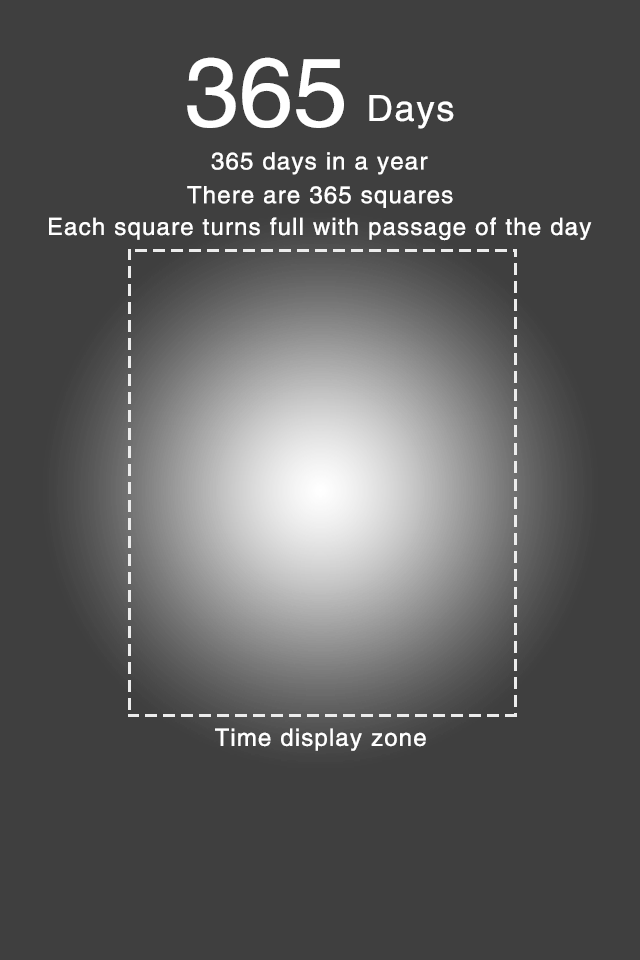 365 Days
365 days in a year
There are 365 squares
Each square turns full with passage of the day
Time display zone